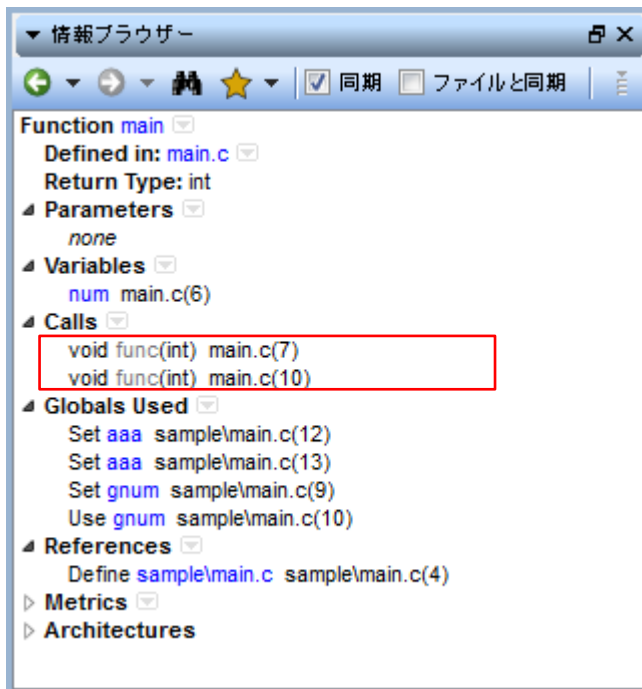 情報ブラウザー
同期 ファイルと同期
Function main
Defined in: main.c
Return Type: int
Parameters
none
Variables
num main.c(6)
Calls
void func(int) main.c(7)
void func(int) main.c(10)
Globals Used
Set aaa sample\main.c(12)
Set aaa sample\main.c(13)
Set gnum sample\main.c(9)
Use gnum sample\main.c(10)
References
Define sample\main.c sample\main.c(4)
Metrics
Architectures